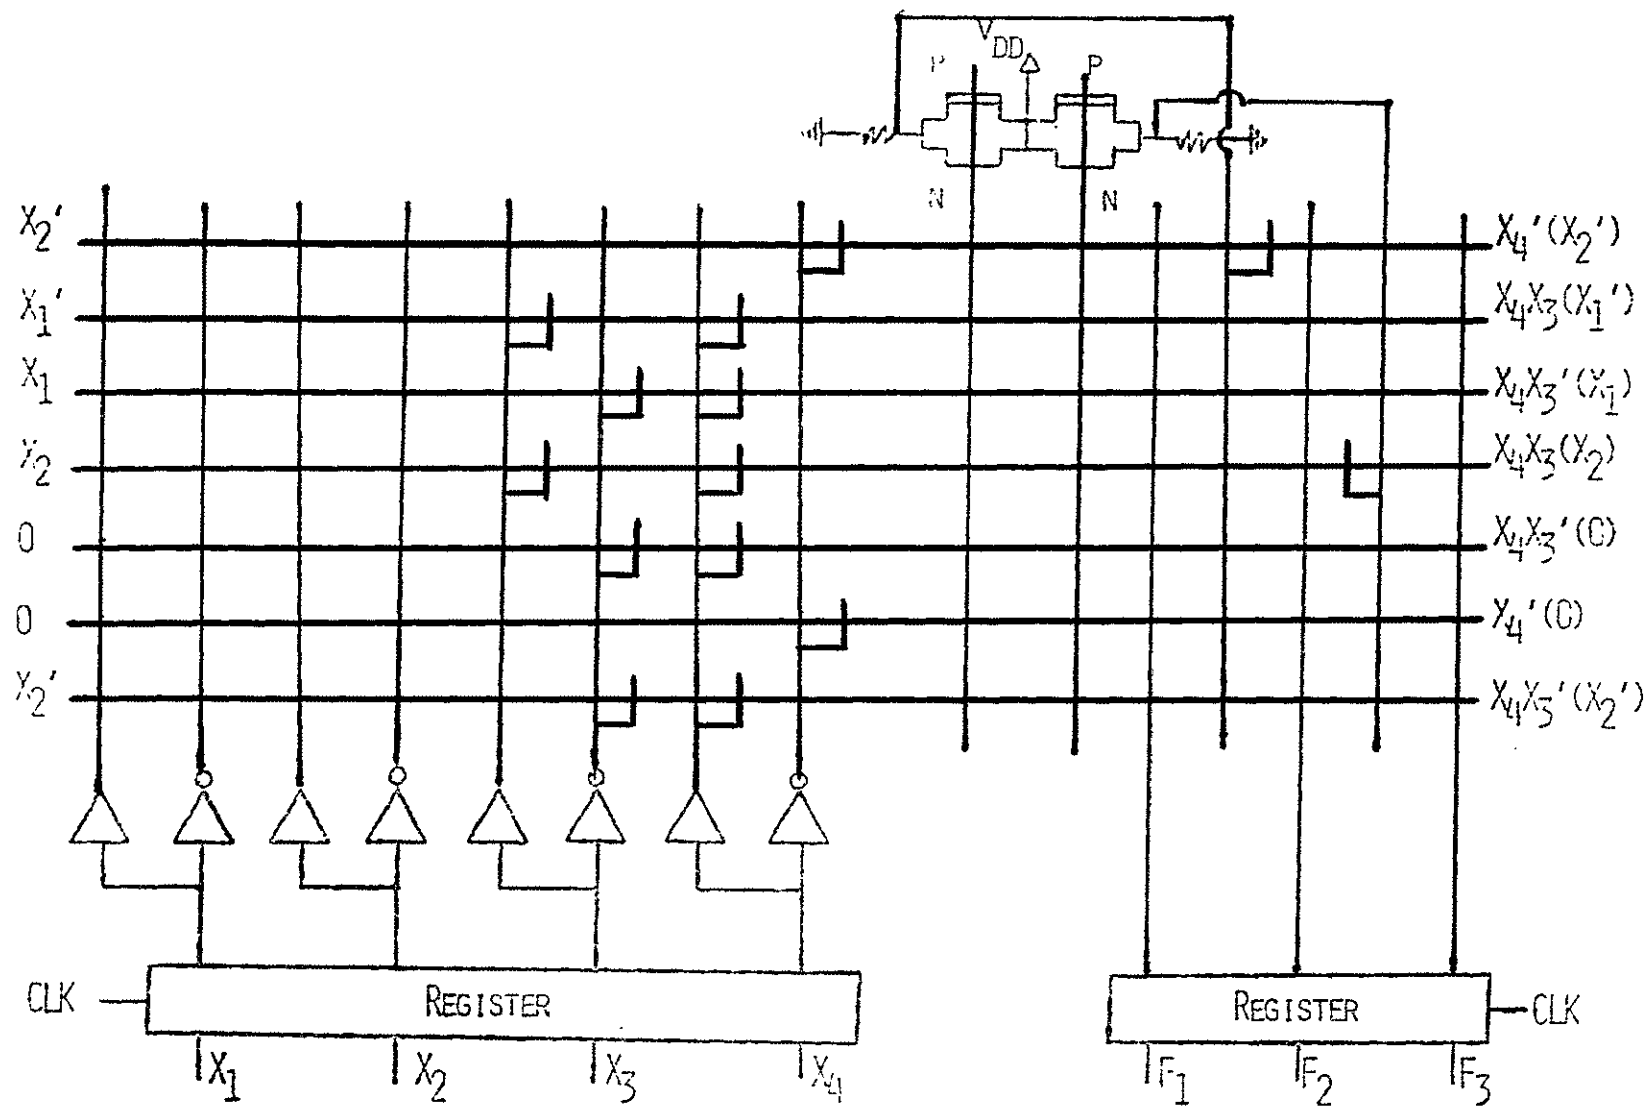 V DD
P P
N N
X2' X4'(X2')
X1' X4X3(X1')
X1 X4X3'(X1)
X2 X4X3(X2)
0 X4X3'(0)
0 X4'(0)
X2' X4X3'(X2')
CLK REGISTER REGISTER CLK
X1 X2 X3 X4 F1 F2 F3